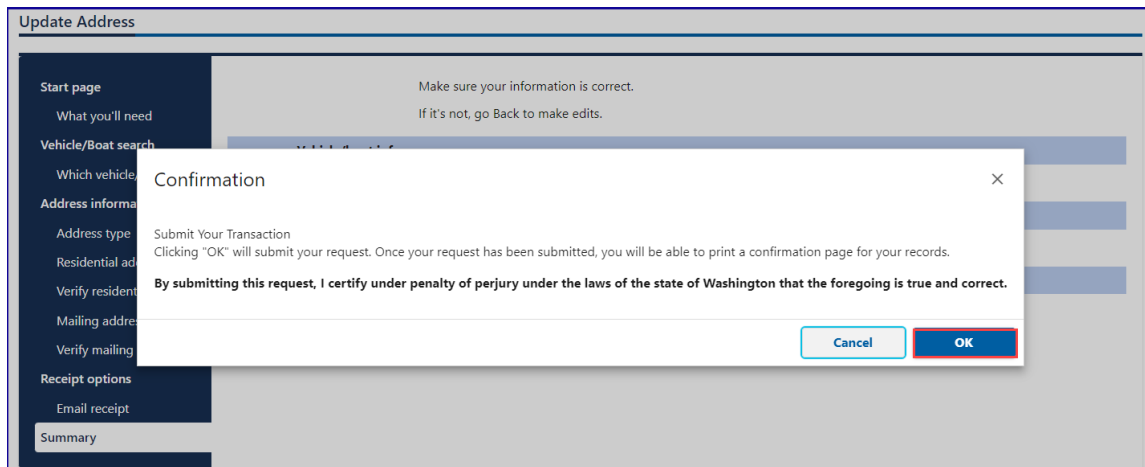 Update Address
Start page
What you'll need
Vehicle/Boat search
Which vehicle/
Address informa
Address type
Residential ad
Verify resident
Mailing addre
Verify mailing
Receipt options
Email receipt
Summary
Make sure your information is correct.
If it's not, go Back to make edits.
Confirmation
Submit Your Transaction
Clicking "OK" will submit your request. Once your request has been submitted, you will be able to print a confirmation page for your records.
By submitting this request, I certify under penalty of perjury under the laws of the state of Washington that the foregoing is true and correct.
Cancel
OK